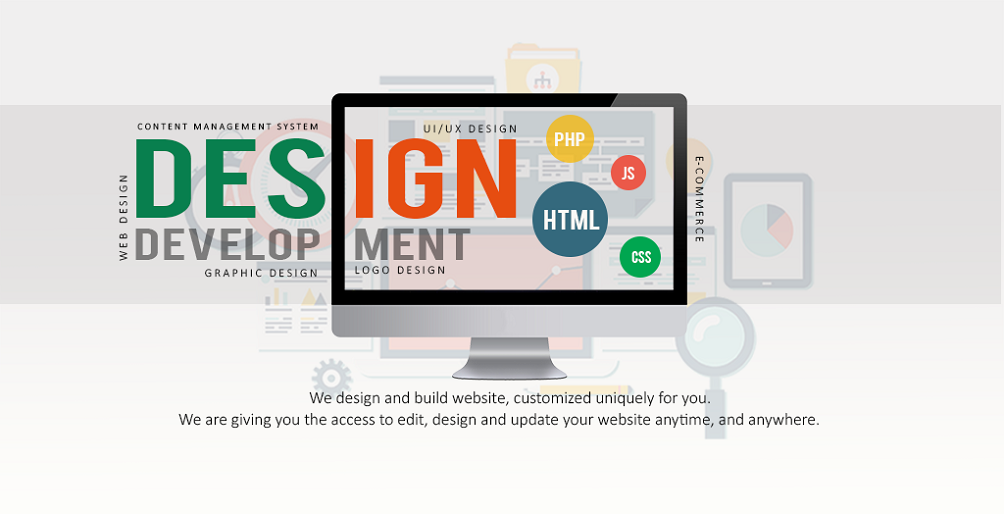 CONTENT MANAGEMENT SYSTEM
UI/UX DESIGN
WEB DESIGN
DESIGN
DEVELOP MENT
GRAPHIC DESIGN
LOGO DESIGN
PHP
JS
HTML
CSS
E-COMMERCE
We design and build website, customized uniquely for you.
We are giving you the access to edit, design and update your website anytime, and anywhere.